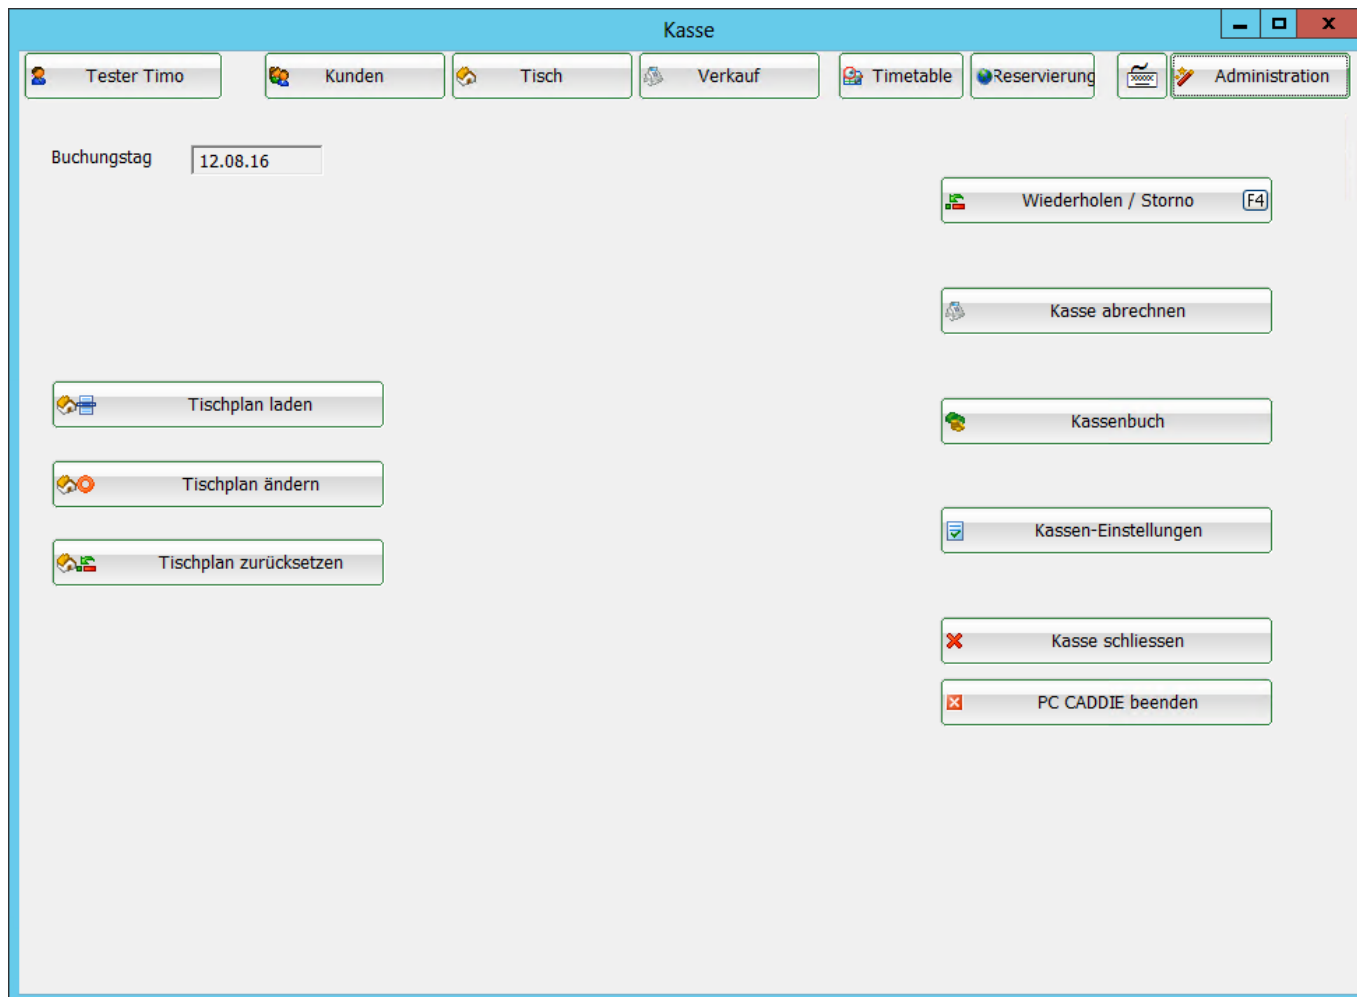 Kasse
Tester Timo
Kunden
Tisch
Verkauf
Timetable
Reservierung
Administration
Buchungstag 12.08.16
Wiederholen / Storno F4
Kasse abrechnen
Tischplan laden
Kassenbuch
Tischplan ändern
Kassen-Einstellungen
Tischplan zurücksetzen
Kasse schliessen
PC CADDIE beenden